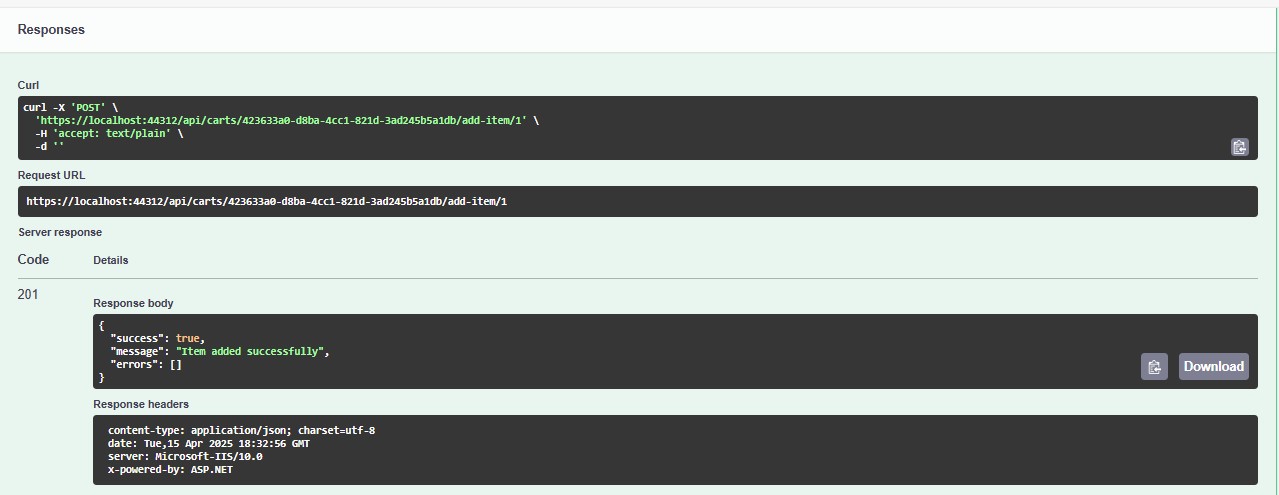 Responses
Curl
curl -X 'POST' \
  'https://localhost:44312/api/carts/423633a0-d8ba-4cc1-821d-3ad245b5a1db/add-item/1' \
  -H 'accept: text/plain' \
  -d ''
Request URL
https://localhost:44312/api/carts/423633a0-d8ba-4cc1-821d-3ad245b5a1db/add-item/1
Server response
Code Details
201
Response body
{
  "success": true,
  "message": "Item added successfully",
  "errors": []
}
Download
Response headers
content-type: application/json; charset=utf-8
date: Tue,15 Apr 2025 18:32:56 GMT
server: Microsoft-IIS/10.0
x-powered-by: ASP.NET